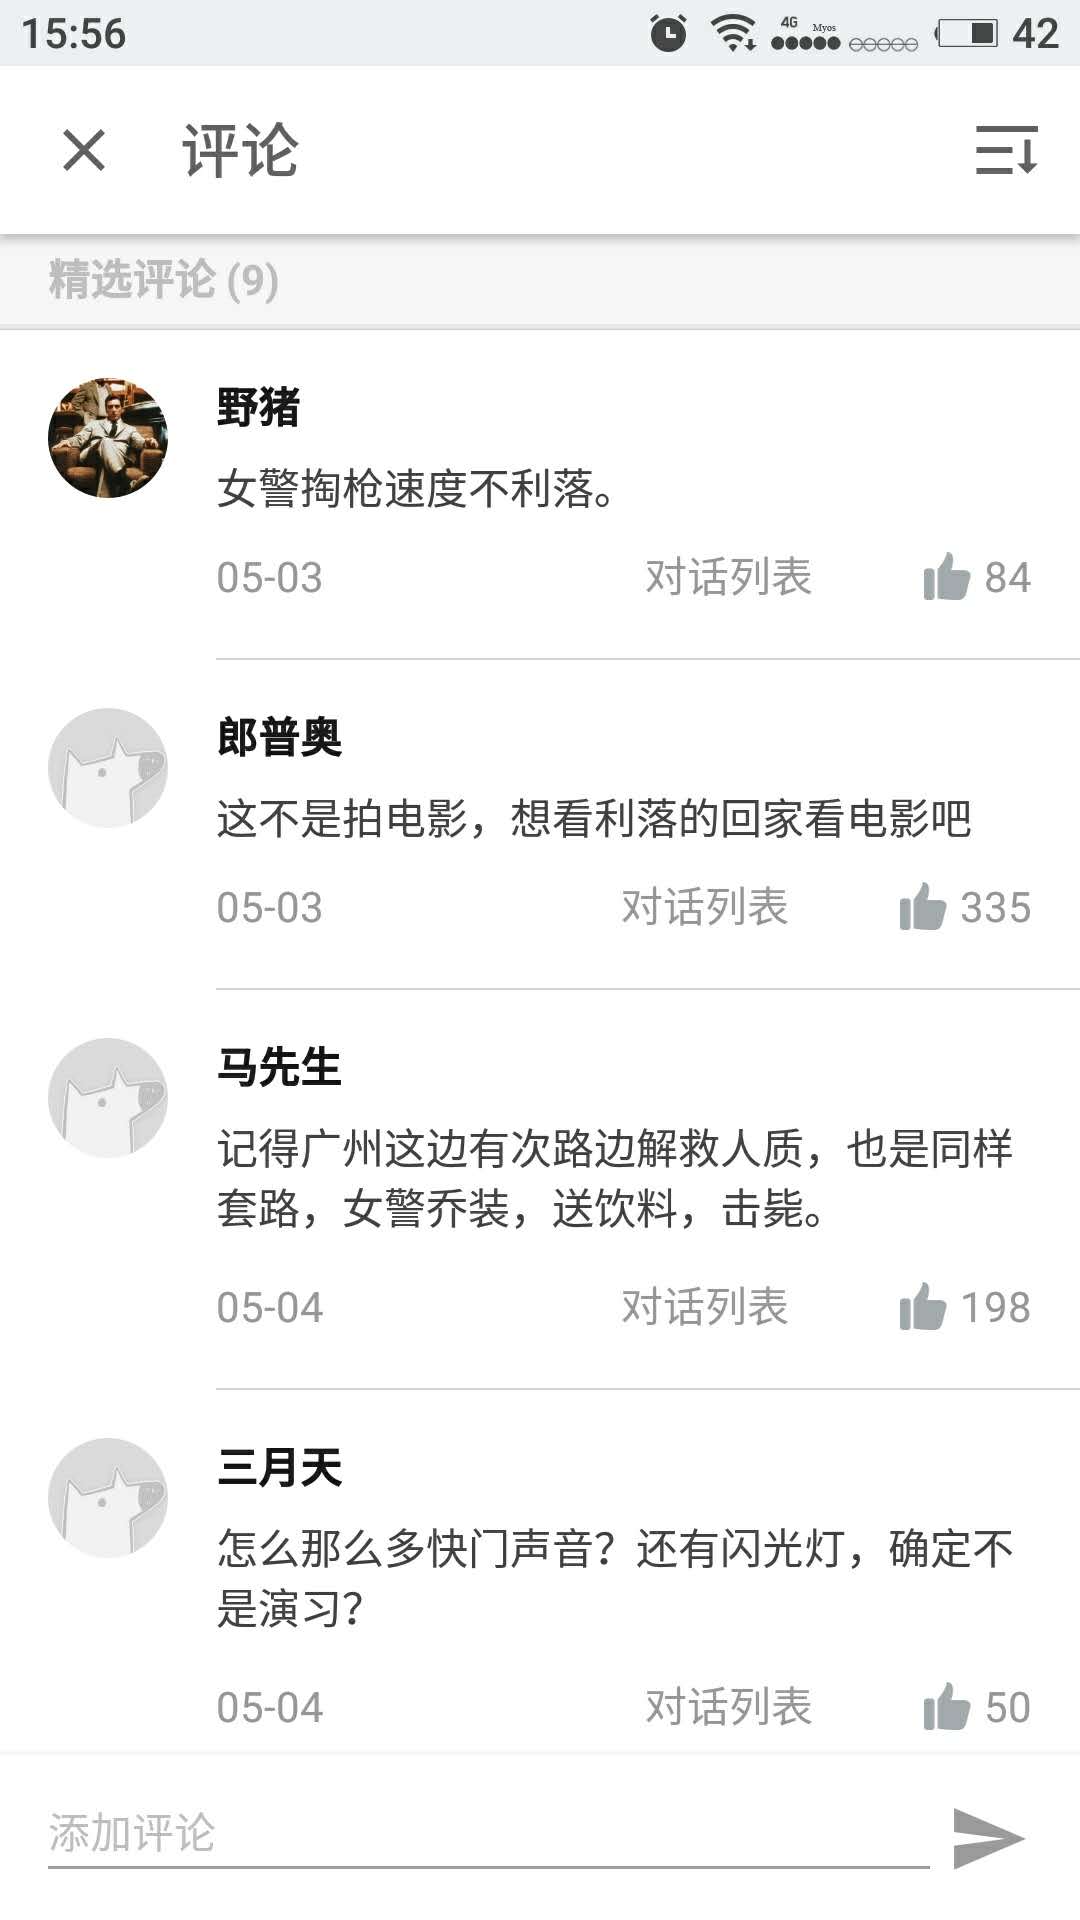 15:56
4G
Myos
42
评论
精选评论 (9)
野猪
女警掏枪速度不利落。
05-03 对话列表 84
郎普奥
这不是拍电影，想看利落的回家看电影吧
05-03 对话列表 335
马先生
记得广州这边有次路边解救人质，也是同样
套路，女警乔装，送饮料，击毙。
05-04 对话列表 198
三月天
怎么那么多快门声音？还有闪光灯，确定不
是演习？
05-04 对话列表 50
添加评论